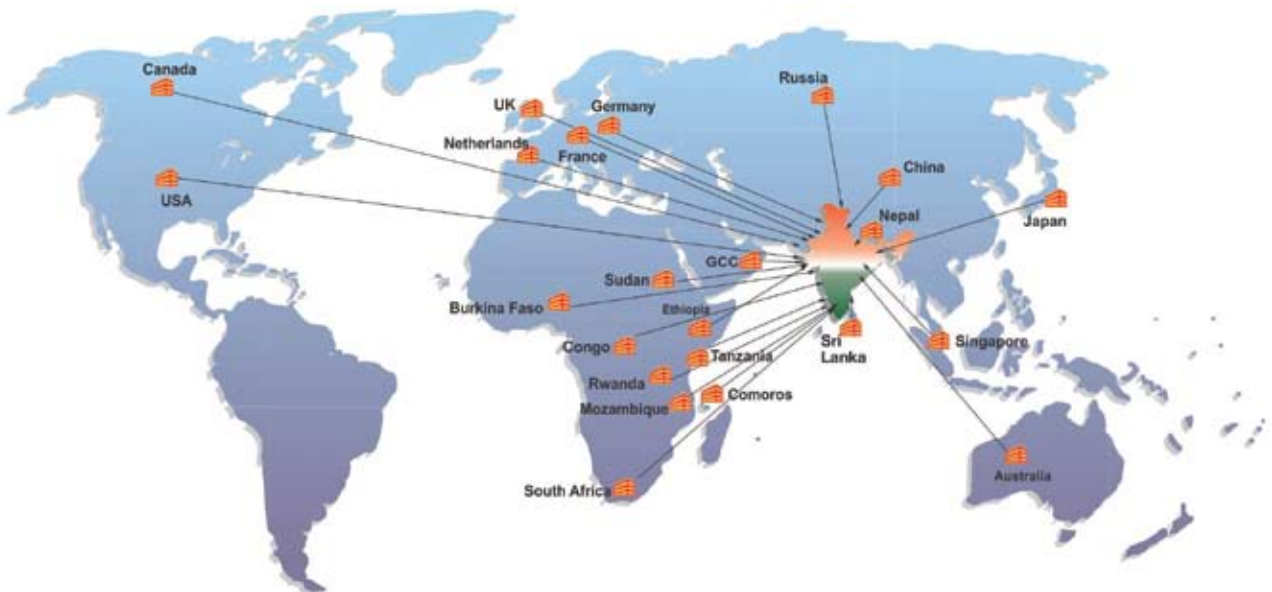 Canada
Russia
UK
Germany
Netherlands
France
China
USA
Nepal
Japan
GCC
Sudan
Burkina Faso
Ethiopia
Congo
Tanzania
Sri
Lanka
Singapore
Rwanda
Comoros
Mozambique
Australia
South Africa